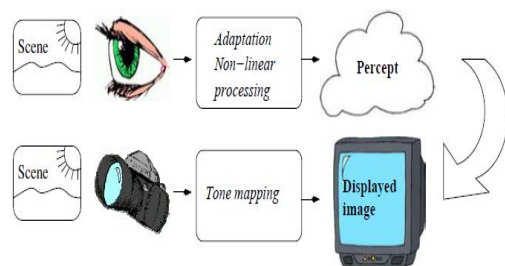 Scene
Adaptation
Non-linear
processing
Percept
Scene
Tone mapping
Displayed
image